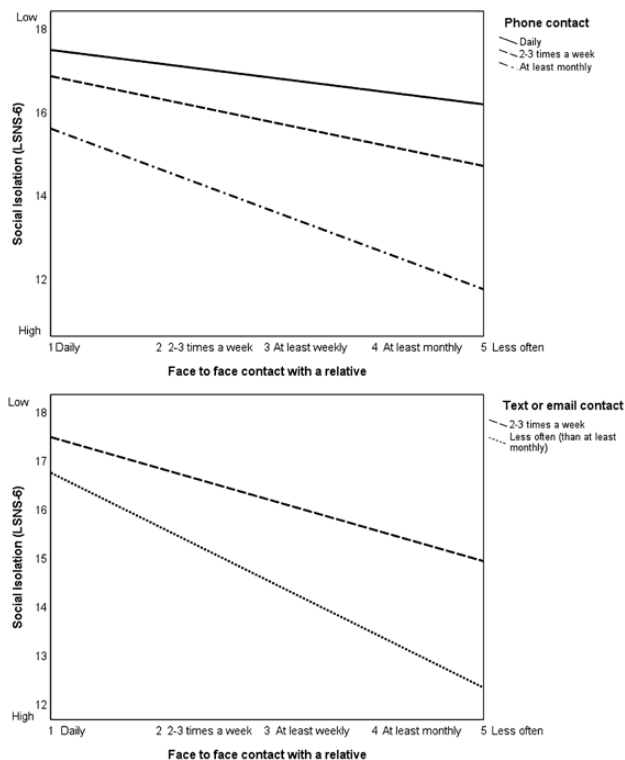 Low
18
Phone contact
Daily
2-3 times a week
At least monthly
16
Social Isolation (LSNS-6)
14
12
High
1 Daily 2 2-3 times a week 3 At least weekly 4 At least monthly 5 Less often
Face to face contact with a relative
Low
18
Text or email contact
2-3 times a week
Less often (than at least
monthly)
17
16
Social Isolation (LSNS-6)
15
14
13
12
High
1 Daily 2 2-3 times a week 3 At least weekly 4 At least monthly 5 Less often
Face to face contact with a relative